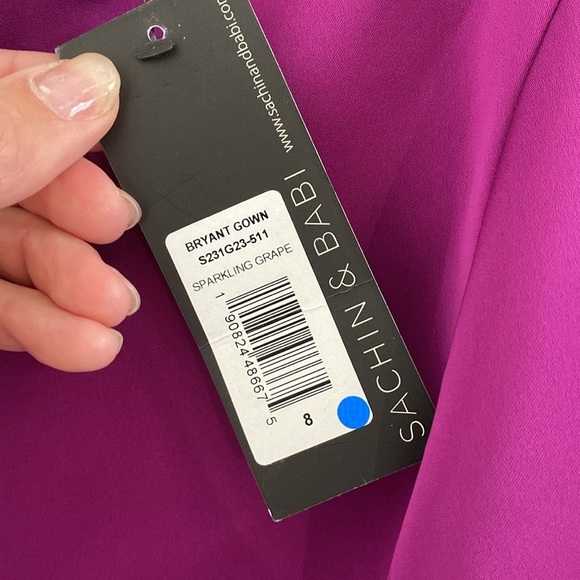 www.sachinandbabi.com
SACHIN & BABI
BRYANT GOWN
S231G23-511
SPARKLING GRAPE
1 90824 48667 5
8